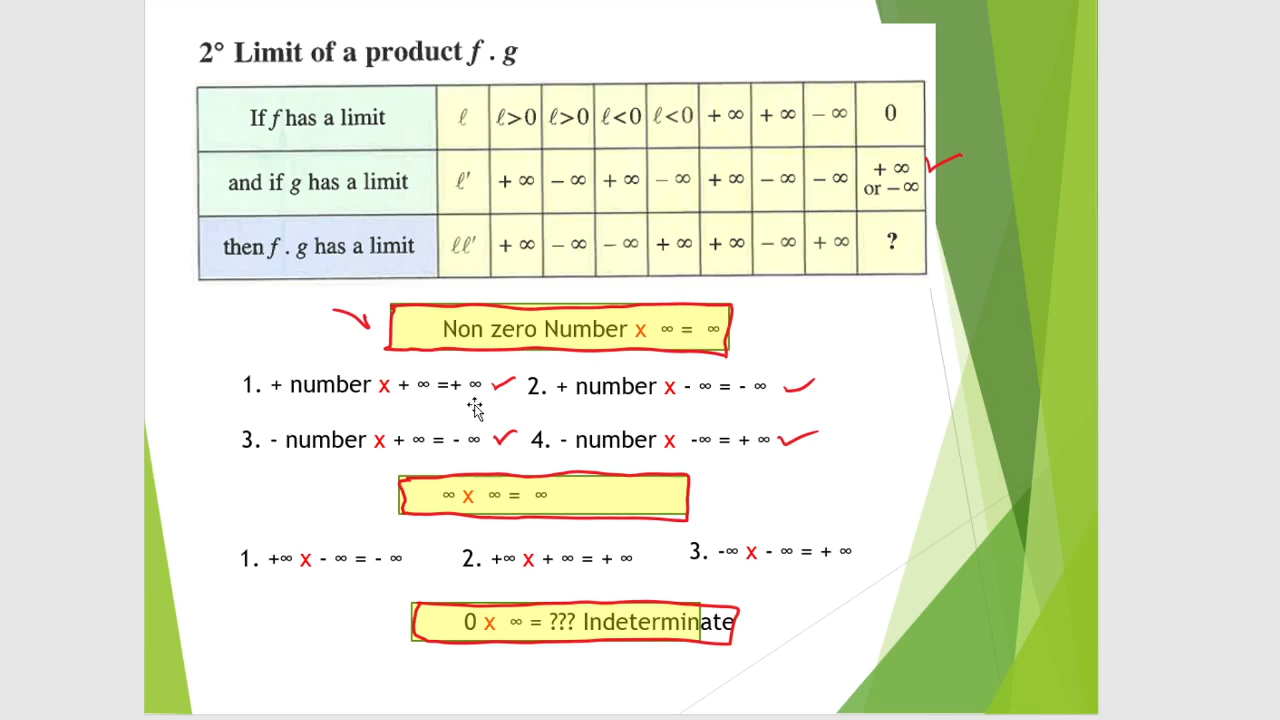 2° Limit of a product f . g
If f has a limit ℓ ℓ>0 ℓ>0 ℓ<0 ℓ<0 + ∞ + ∞ – ∞ 0
and if g has a limit ℓ′ + ∞ – ∞ + ∞ – ∞ + ∞ – ∞ – ∞ + ∞ or – ∞
then f . g has a limit ℓℓ′ + ∞ – ∞ – ∞ + ∞ + ∞ – ∞ + ∞ ?
Non zero Number x ∞ = ∞
1. + number x + ∞ =+ ∞ 2. + number x - ∞ = - ∞
3. - number x + ∞ = - ∞ 4. - number x -∞ = + ∞
∞ x ∞ = ∞
1. +∞ x - ∞ = - ∞ 2. +∞ x + ∞ = + ∞ 3. -∞ x - ∞ = + ∞
0 x ∞ = ??? Indeterminate